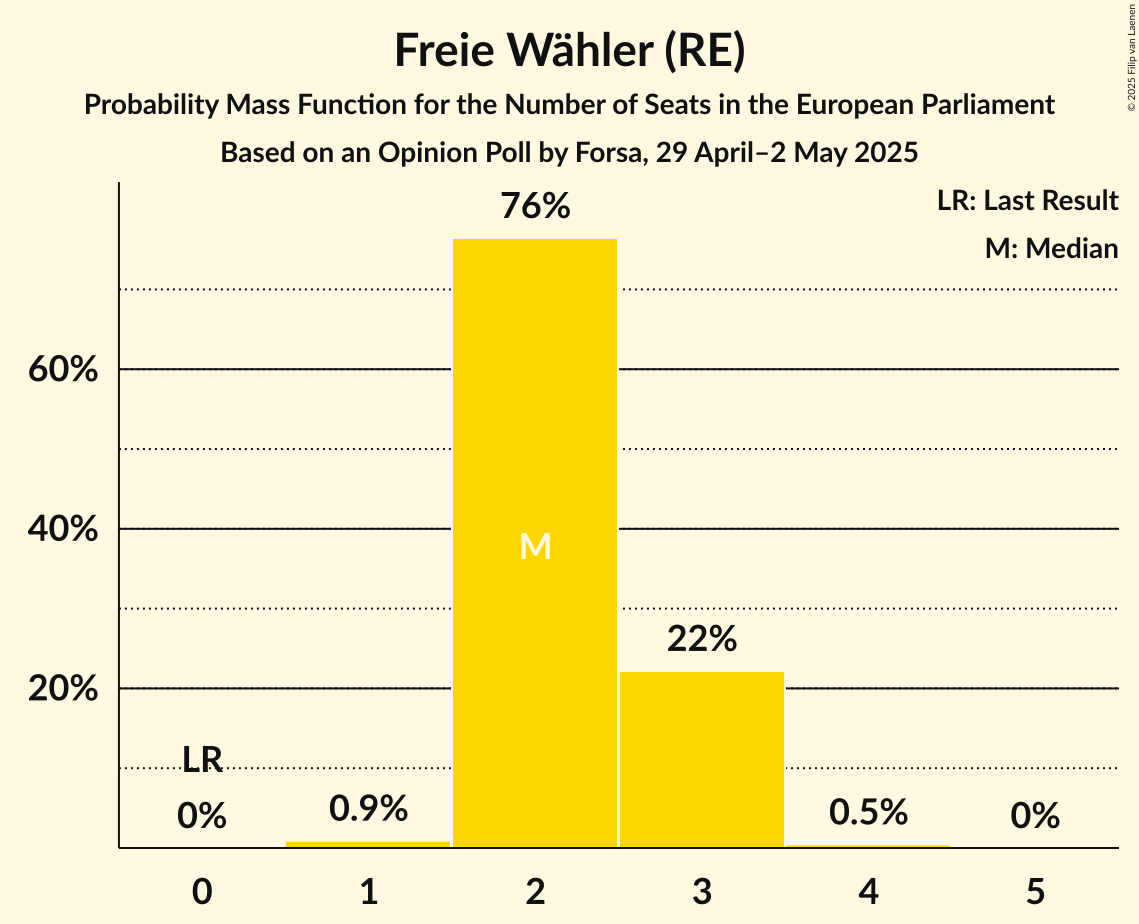 Freie Wähler (RE)
Probability Mass Function for the Number of Seats in the European Parliament
Based on an Opinion Poll by Forsa, 29 April–2 May 2025
© 2025 Filip van Laenen
LR: Last Result
M: Median
76%
60%
M
40%
22%
20%
LR
0%
0.9%
0.5%
0%
0 1 2 3 4 5